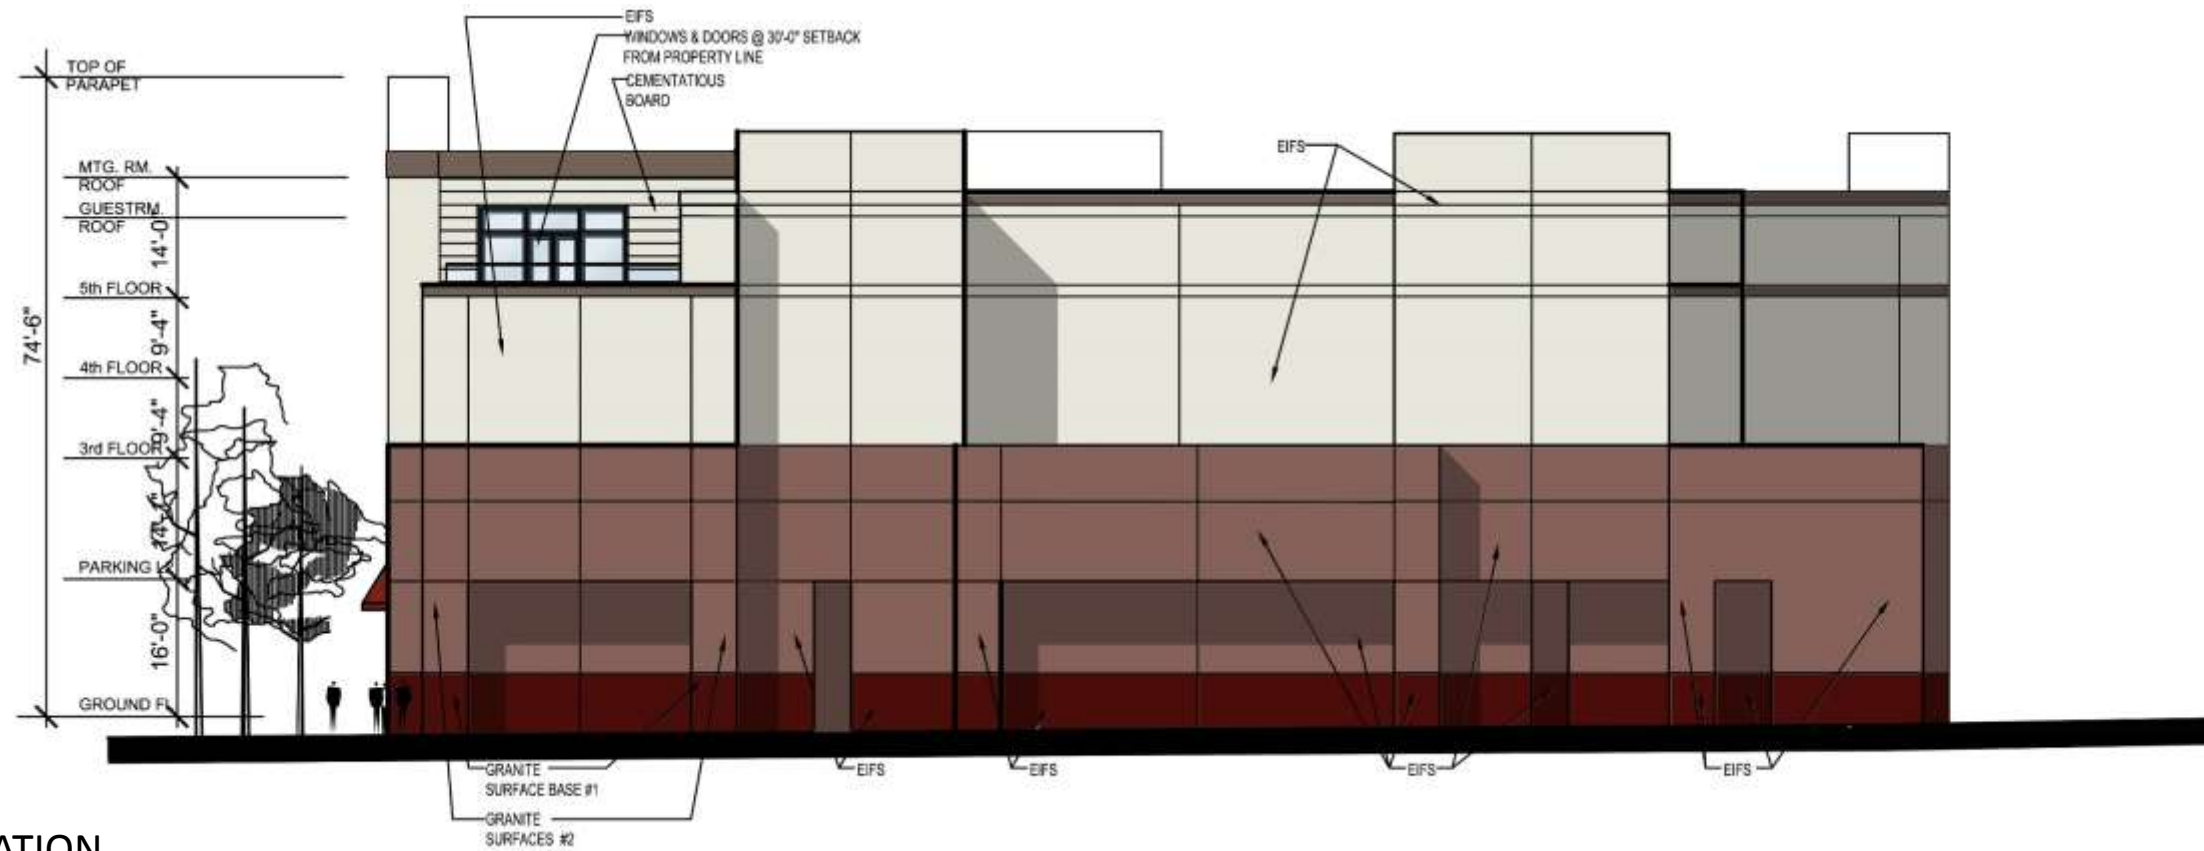 EIFS
WINDOWS & DOORS @ 30'-0" SETBACK
FROM PROPERTY LINE
CEMENTATIOUS
BOARD
TOP OF
PARAPET
MTG. RM.
ROOF
GUESTRM.
ROOF
14'-0"
5th FLOOR
9'-4"
74'-6"
4th FLOOR
9'-4"
3rd FLOOR
PARKING
16'-0"
GROUND
EIFS
GRANITE
SURFACE BASE #1
GRANITE
SURFACES #2
EIFS
EIFS
EIFS
EIFS
ATION